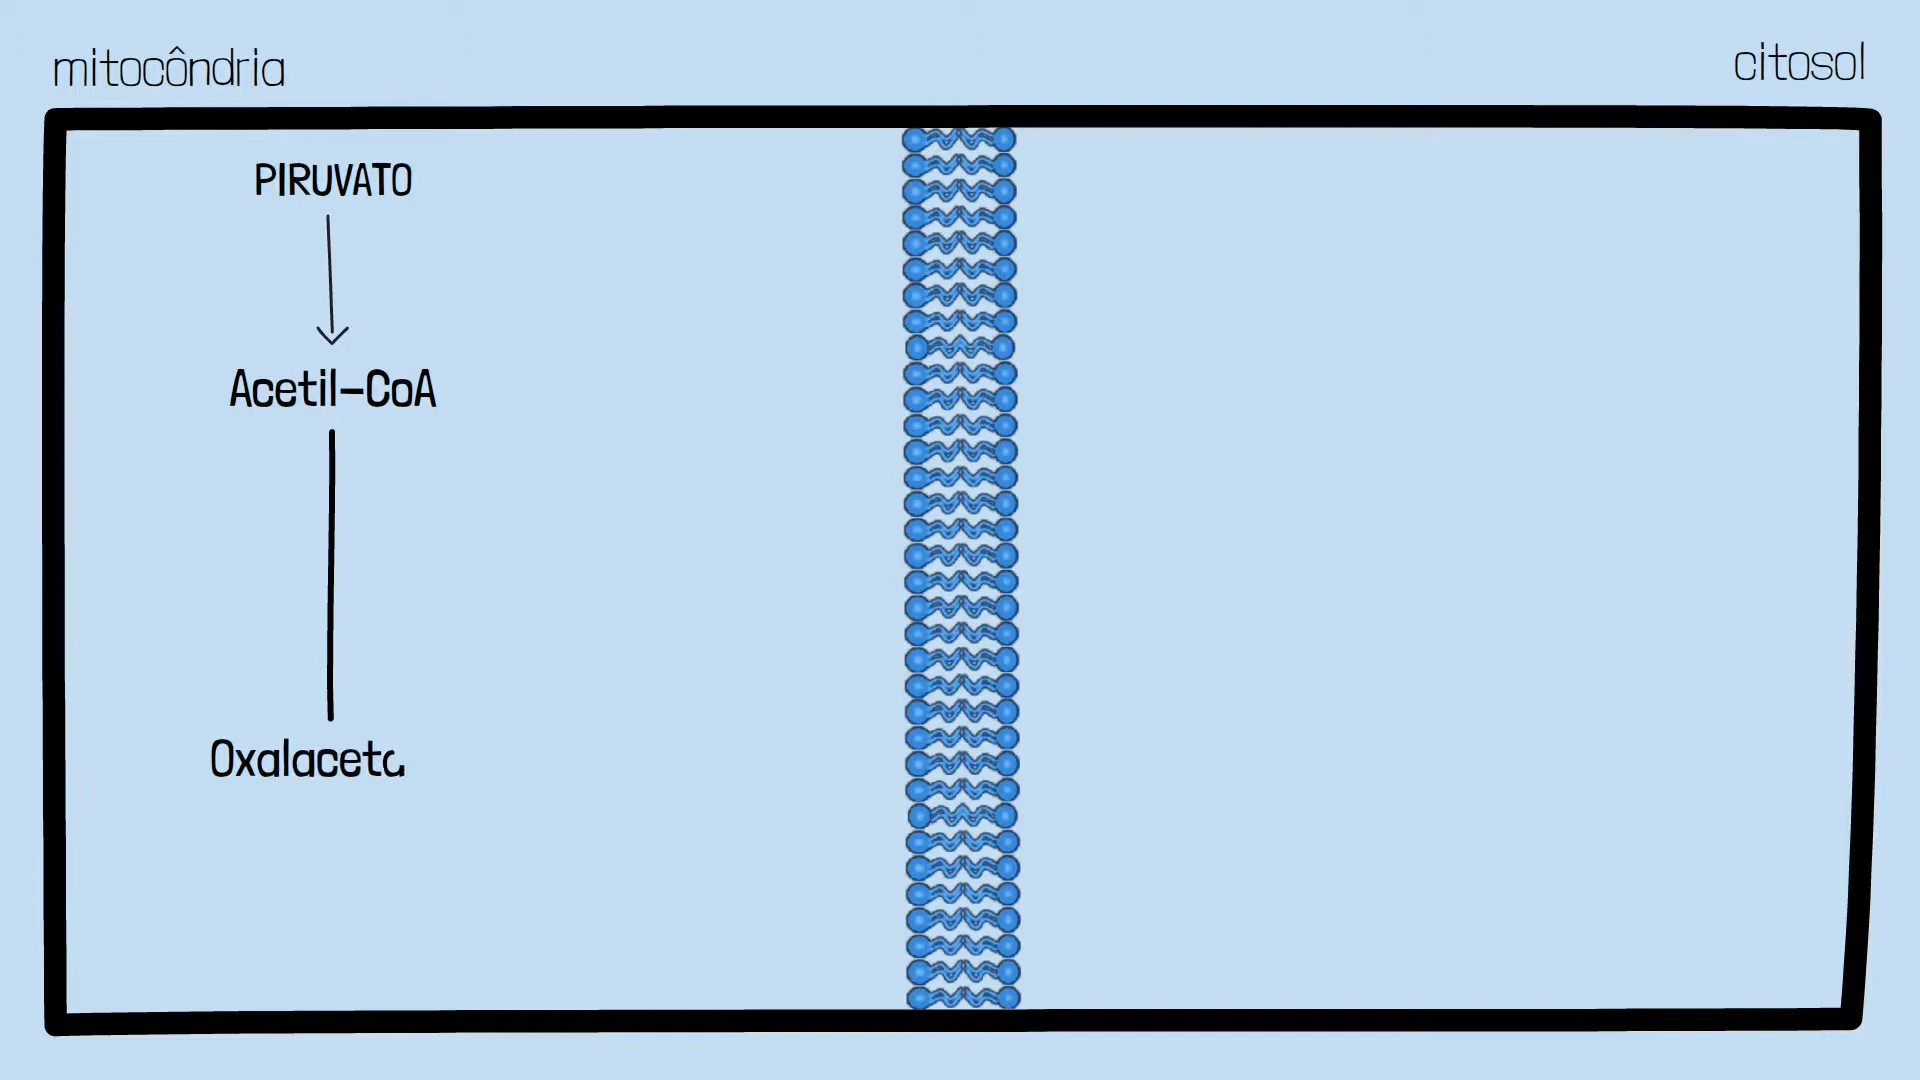 mitocôndria
citosol
PIRUVATO
Acetil-CoA
Oxalaceta